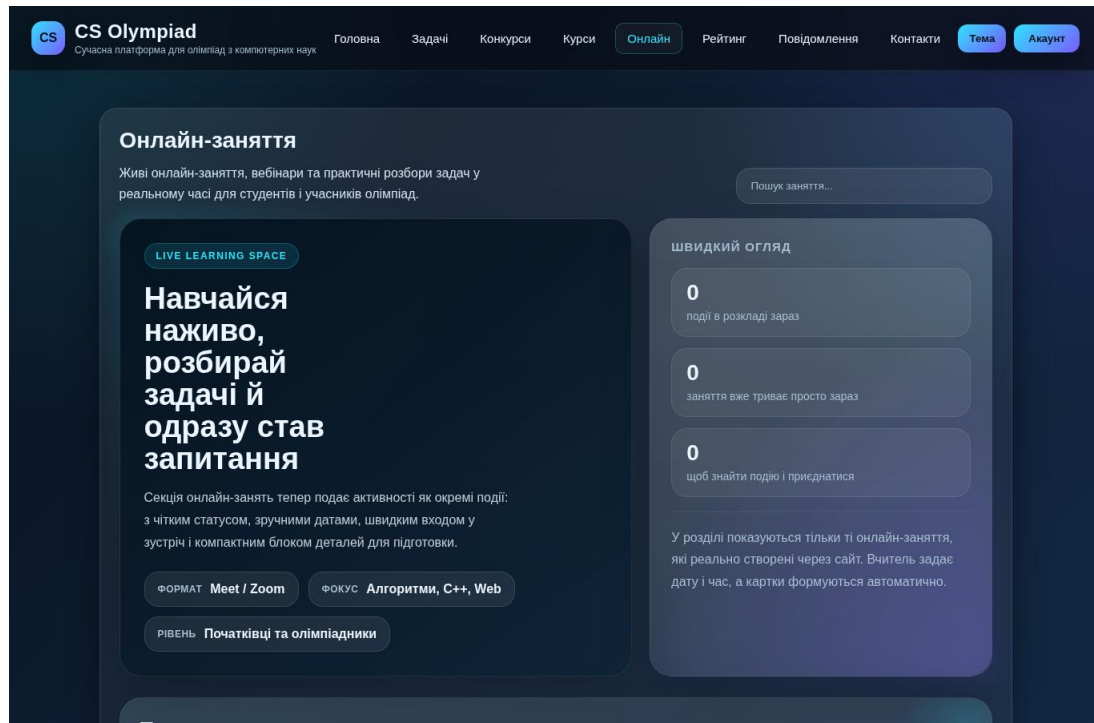 CS
CS Olympiad
Сучасна платформа для олімпіад з компютерних наук
Головна
Задачі
Конкурси
Курси
Онлайн
Рейтинг
Повідомлення
Контакти
Тема
Акаунт
Онлайн-заняття
Живі онлайн-заняття, вебінари та практичні розбори задач у
реальному часі для студентів і учасників олімпіад.
Пошук заняття...
LIVE LEARNING SPACE
Навчайся
наживо,
розбирай
задачі й
одразу став
запитання
Секція онлайн-занять тепер подає активності як окремі події:
з чітким статусом, зручними датами, швидким входом у
зустріч і компактним блоком деталей для підготовки.
ФОРМАТ Meet / Zoom
ФОКУС Алгоритми, C++, Web
РІВЕНЬ Початківці та олімпіадники
ШВИДКИЙ ОГЛЯД
0
події в розкладі зараз
0
заняття вже триває просто зараз
0
щоб знайти подію і приєднатися
У розділі показуються тільки ті онлайн-заняття,
які реально створені через сайт. Вчитель задає
дату і час, а картки формуються автоматично.